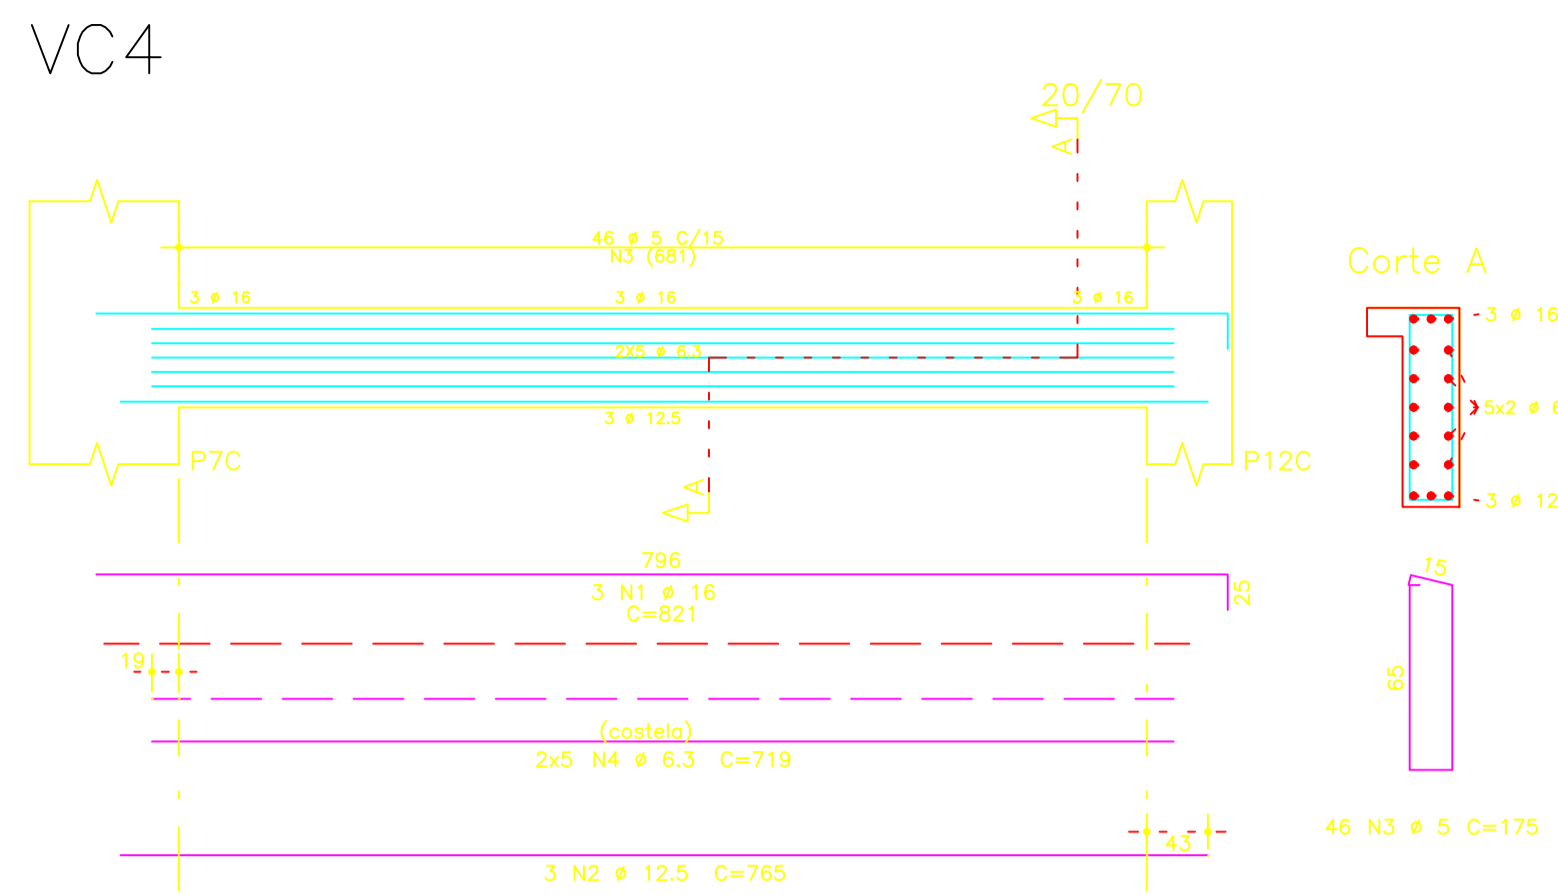 VC4
20/70
A
46 ø 5 C/15
N3 (681)
Corte A
3 ø 16
3 ø 16
3 ø 16
3 ø 16
2X5 ø 6.3
5x2 ø 6
3 ø 12.5
P7C
P12C
A
3 ø 12
796
3 N1 ø 16
C=821
25
15
19
65
(costela)
2x5 N4 ø 6.3 C=719
46 N3 ø 5 C=175
43
3 N2 ø 12.5 C=765